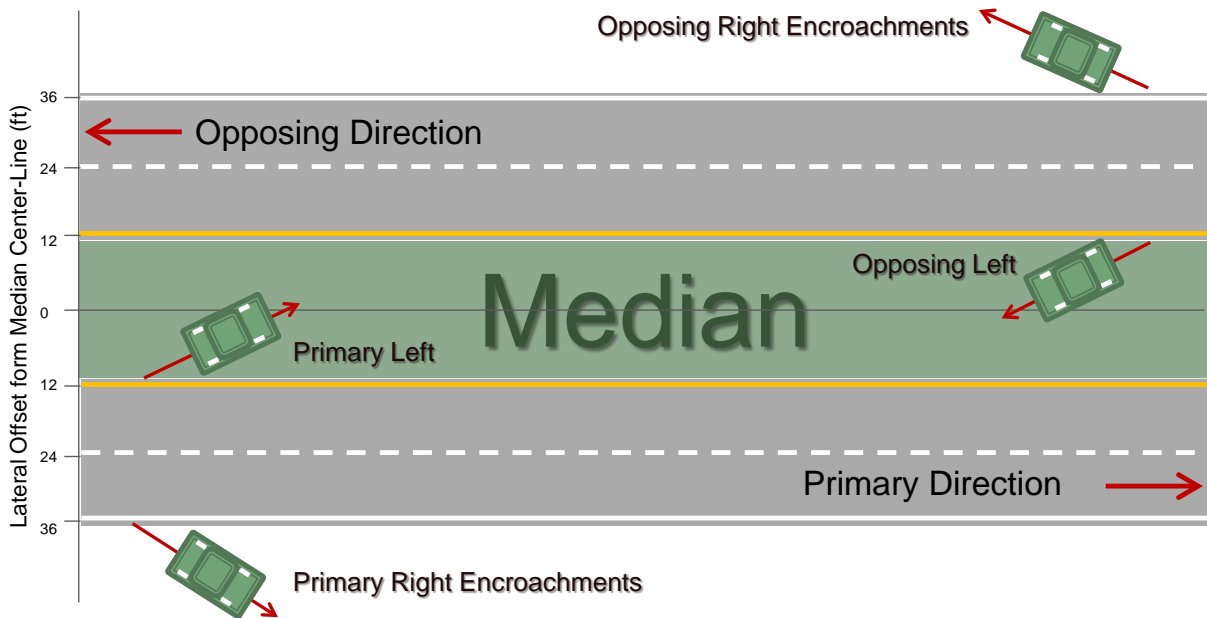 Opposing Right Encroachments
Lateral Offset form Median Center-Line (ft)
36
Opposing Direction
24
12
Opposing Left
Median
0
Primary Left
12
24
Primary Direction
36
Primary Right Encroachments